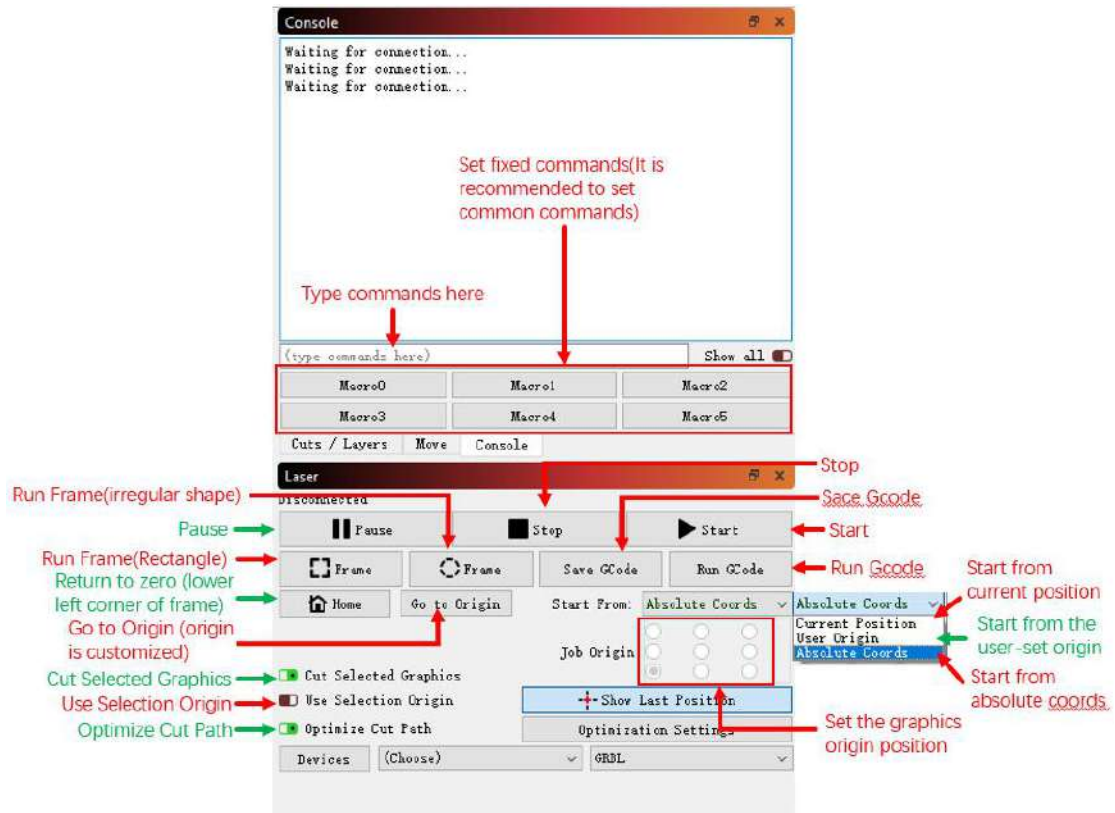 Console
Waiting for connection...
Waiting for connection...
Waiting for connection...
Set fixed commands(It is
recommended to set
common commands)
Type commands here
(type commands here)
Show all
Macro0
Macro1
Macro2
Macro3
Macro4
Macro5
Cuts / Layers
Move
Console
Laser
Stop
Disconnected
Run Frame(irregular shape)
Sace Gcode
Pause
Pause
Stop
Start
Start
Run Frame(Rectangle)
Frame
Frame
Save GCode
Run GCode
Run Gcode
Return to zero (lower
left corner of frame)
Home
Go to Origin
Start From:
Absolute Coords
Absolute Coords
Current Position
User Origin
Absolute Coords
Start from
current position
Start from the
user-set origin
Start from
absolute coords
Go to Origin (origin
is customized)
Job Origin
Cut Selected Graphics
Cut Selected Graphics
Use Selection Origin
Use Selection Origin
Show Last Position
Set the graphics
origin position
Optimize Cut Path
Optimize Cut Path
Optimization Settings
Devices
(Choose)
GRBL